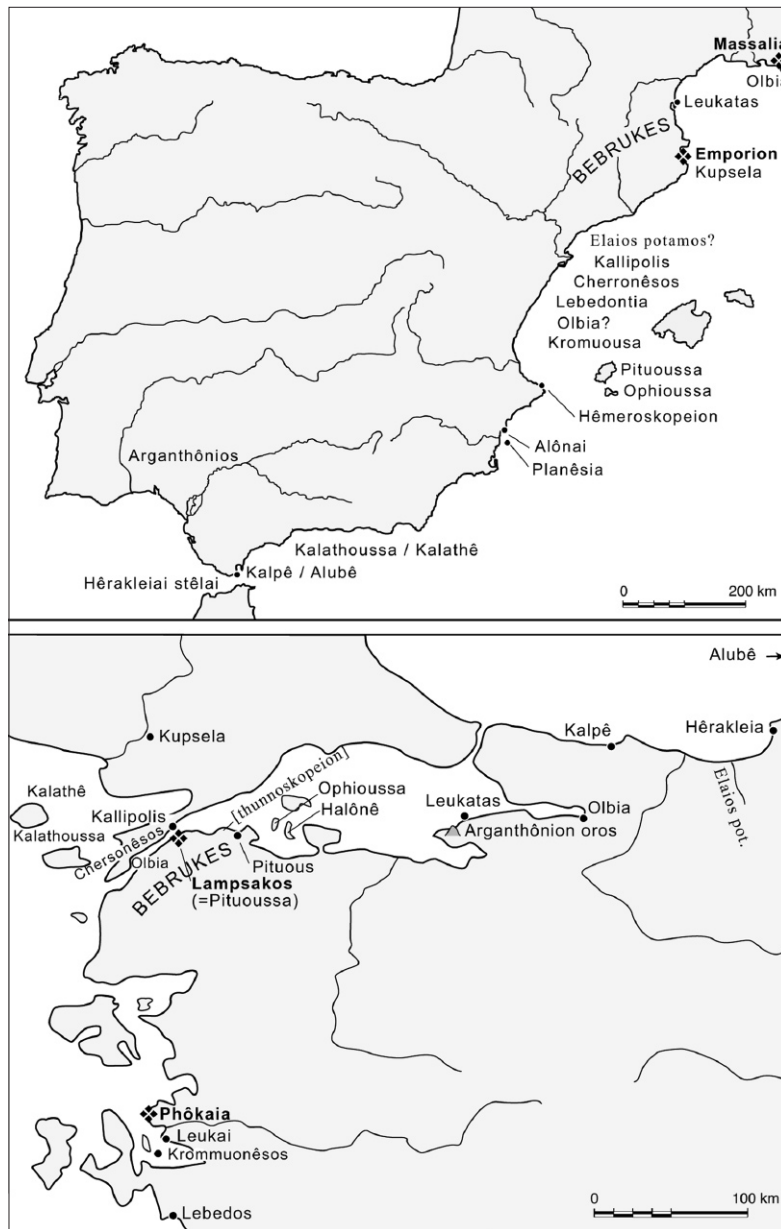 Massalia
Olbia
Leukatas
BEBRUKES
Emporion
Kupsela
Elaios potamos?
Kallipolis
Cherronêsos
Lebedontia
Olbia?
Kromuousa
Pituoussa
Ophioussa
Hêmeroskopeion
Alônai
Planêsia
Arganthônios
Kalathoussa / Kalathê
Kalpê / Alubê
Hêrakleiai stêlai
0 200 km
Alubê →
Kupsela
Kalpê
Hêrakleia
Elaios pot.
Kalathê
Kalathoussa
Kallipolis
Chersonêsos
[thunnoskopeion]
Ophioussa
Halônê
Leukatas
Olbia
Arganthônion oros
Olbia
BEBRUKES
Pituous
Lampsakos
(=Pituoussa)
Phôkaia
Leukai
Krommuonêsos
Lebedos
0 100 km